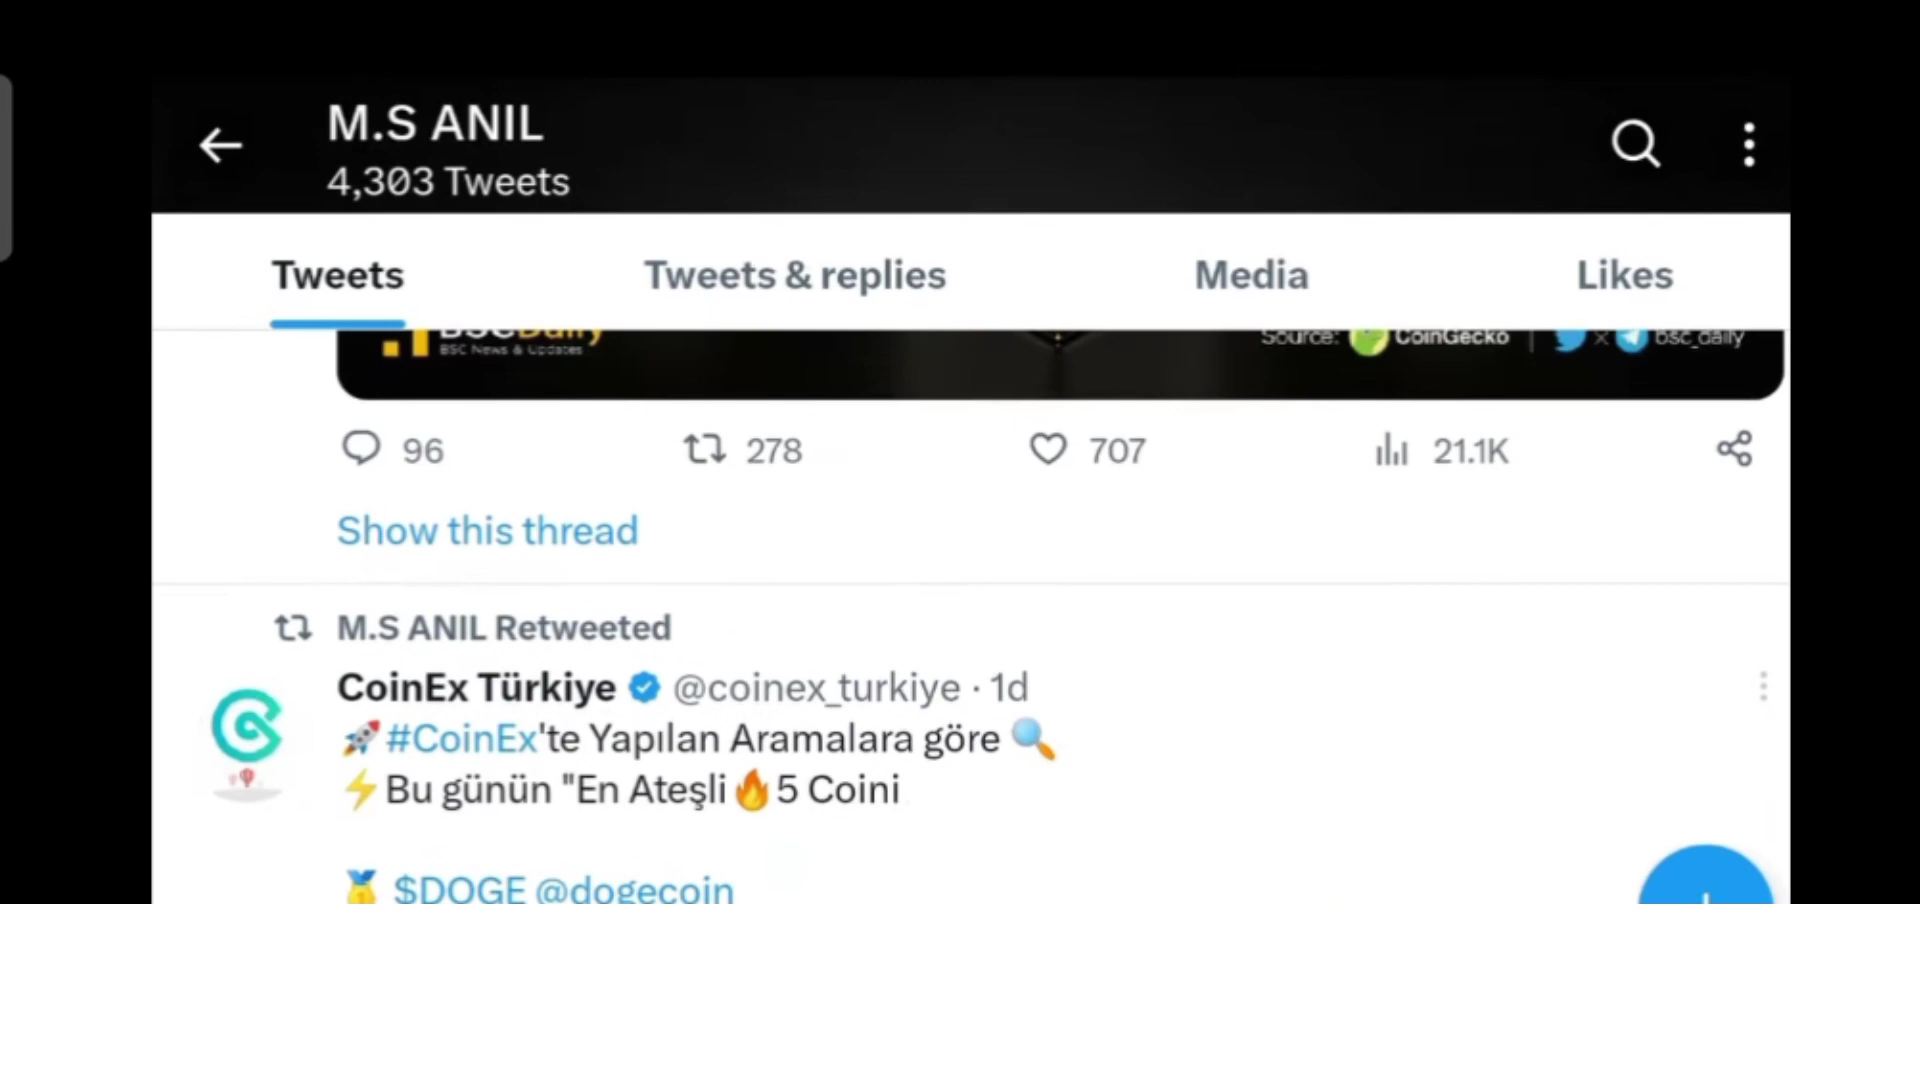 M.S ANIL
4,303 Tweets
Tweets Tweets & replies Media Likes
BSCDaily
BSC News & Updates
Source: CoinGecko | x bsc_daily
96 278 707 21.1K
Show this thread
M.S ANIL Retweeted
CoinEx Türkiye @coinex_turkiye · 1d
🚀#CoinEx'te Yapılan Aramalara göre 🔍
⚡Bu günün "En Ateşli🔥5 Coini
🥇 $DOGE @dogecoin